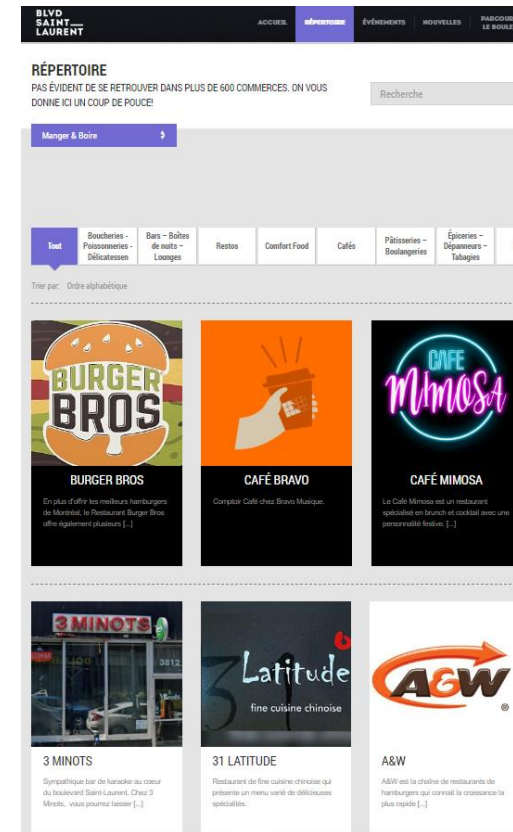 BLVD
SAINT__
LAURENT
ACCUEIL
RÉPERTOIRE
ÉVÉNEMENTS
NOUVELLES
PARCOUR
LE BOULE
RÉPERTOIRE
PAS ÉVIDENT DE SE RETROUVER DANS PLUS DE 600 COMMERCES. ON VOUS
DONNE ICI UN COUP DE POUCE!
Recherche
Manger & Boire
Tout
Boucheries -
Poissonneries -
Délicatessen
Bars – Boîtes
de nuits –
Lounges
Restos
Comfort Food
Cafés
Pâtisseries –
Boulangeries
Épiceries –
Dépanneurs –
Tabagies
Trier par: Ordre alphabétique
BURGER
BROS
CAFE
MIMOSA
BURGER BROS
En plus d'offrir les meilleurs hamburgers
de Montréal, le Restaurant Burger Bros
offre également plusieurs [...]
CAFÉ BRAVO
Comptoir Café chez Bravo Musique.
CAFÉ MIMOSA
Le Café Mimosa est un restaurant
spécialisé en brunch et cocktail avec une
personnalité festive. [...]
3 MINOTS
3812
31
Latitude
fine cuisine chinoise
A&W
®
3 MINOTS
Sympathique bar de karaoke au coeur
du boulevard Saint-Laurent. Chez 3
Minots, vous pourrez laisser [...]
31 LATITUDE
Restaurant de fine cuisine chinoise qui
présente un menu varié de délicieuses
spécialités.
A&W
A&W est la chaîne de restaurants de
hamburgers qui connaît la croissance la
plus rapide [...]